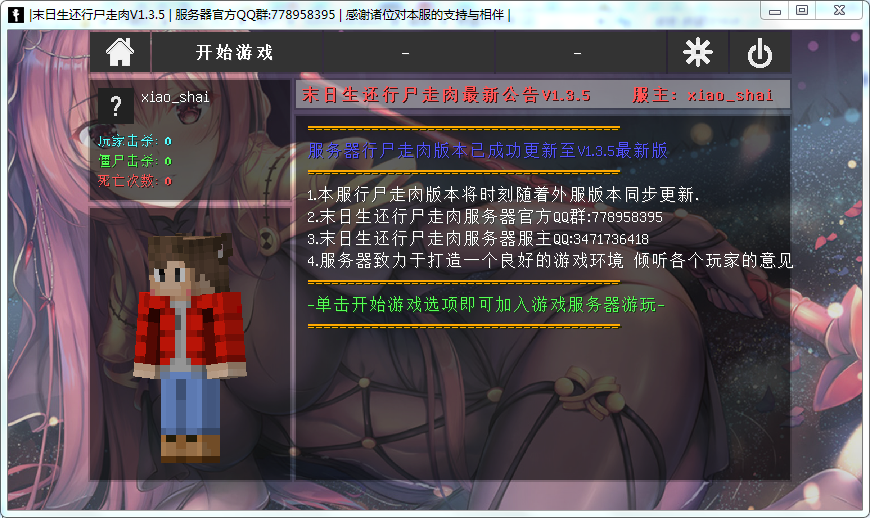 |末日生还行尸走肉V1.3.5 | 服务器官方QQ群:778958395 | 感谢诸位对本服的支持与相伴 |
开始游戏 - -
? xiao_shai
玩家击杀: 0
僵尸击杀: 0
死亡次数: 0
末日生还行尸走肉最新公告V1.3.5 服主: xiao_shai
==============================
服务器行尸走肉版本已成功更新至V1.3.5最新版
==============================
1.本服行尸走肉版本将时刻随着外服版本同步更新.
2.末日生还行尸走肉服务器官方QQ群:778958395
3.末日生还行尸走肉服务器服主QQ:3471736418
4.服务器致力于打造一个良好的游戏环境 倾听各个玩家的意见
==============================
-单击开始游戏选项即可加入游戏服务器游玩-
==============================